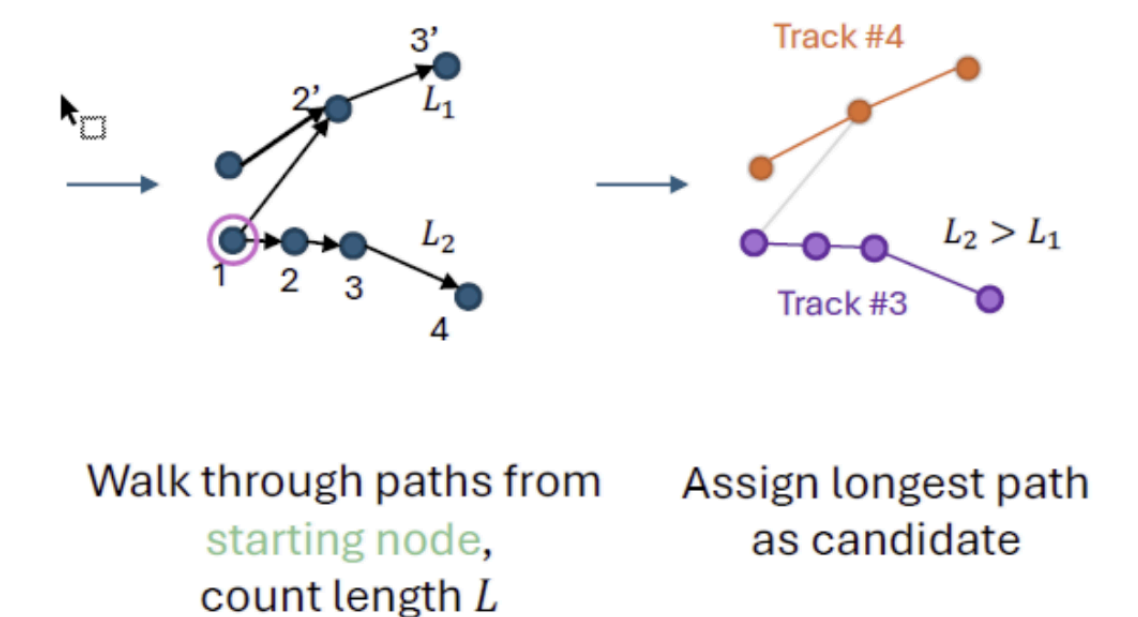 3’
2’
L₁
1
2
3
L₂
4
Track #4
L₂ > L₁
Track #3
Walk through paths from
starting node,
count length L
Assign longest path
as candidate